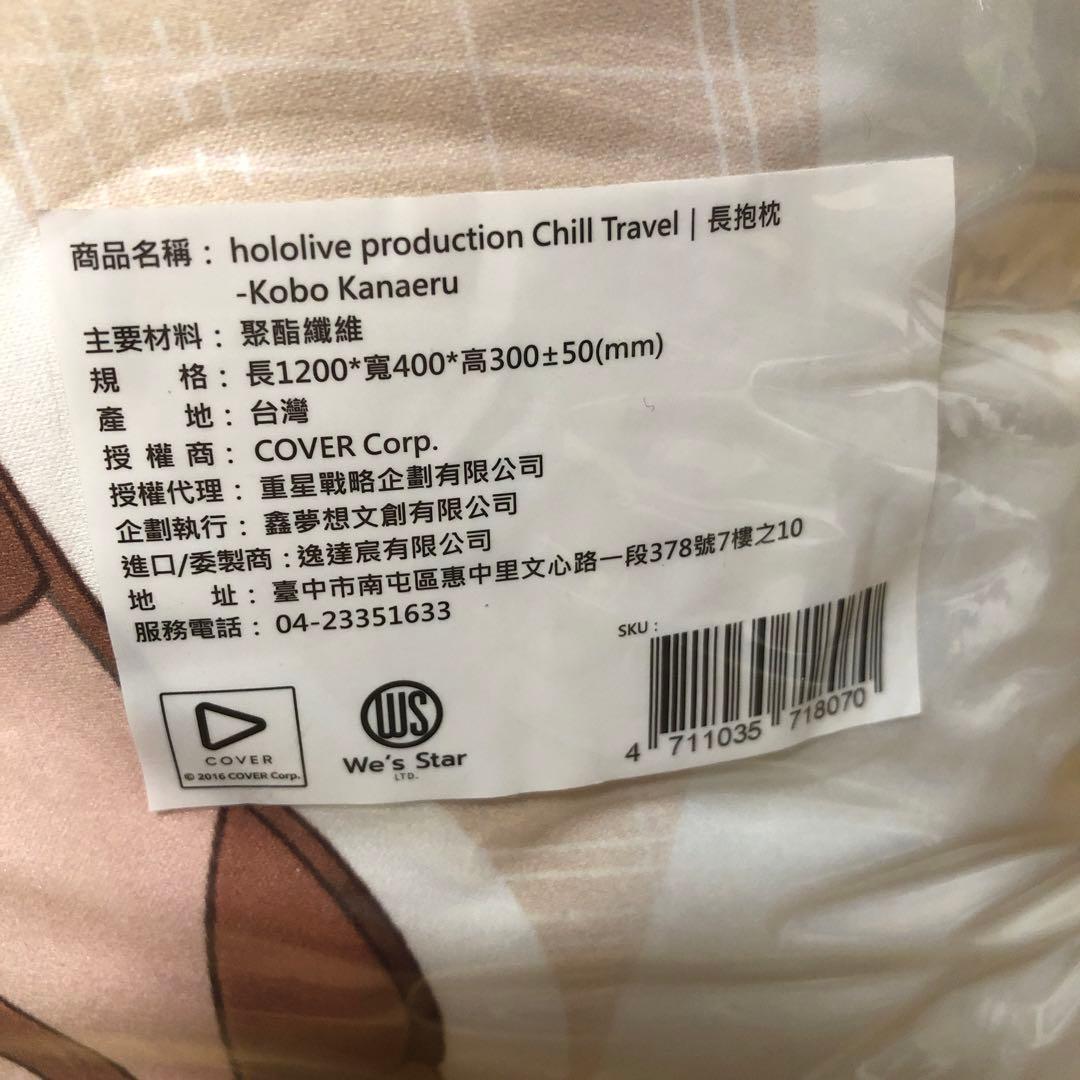 商品名稱：hololive production Chill Travel｜長抱枕
-Kobo Kanaeru
主要材料：聚酯纖維
規　　格：長1200*寬400*高300±50(mm)
產　　地：台灣
授 權 商：COVER Corp.
授權代理：重星戰略企劃有限公司
企劃執行：鑫夢想文創有限公司
進口/委製商：逸達宸有限公司
地　　址：臺中市南屯區惠中里文心路一段378號7樓之10
服務電話：04-23351633
SKU：
4 711035 718070
COVER
© 2016 COVER Corp.
WS
We's Star
LTD.